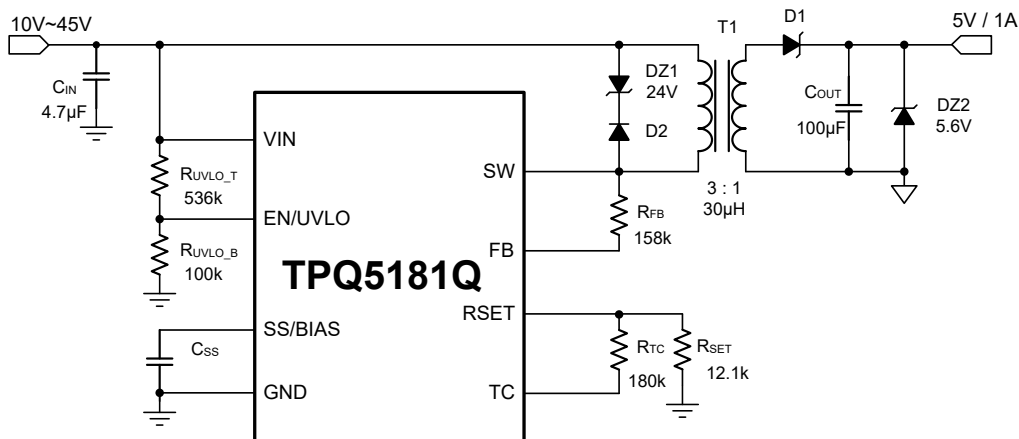 10V~45V
5V / 1A
T1
D1
CIN
4.7µF
DZ1
24V
D2
COUT
100µF
DZ2
5.6V
VIN
RUVLO_T
536k
SW
3 : 1
30µH
RFB
158k
EN/UVLO
FB
RUVLO_B
100k
TPQ5181Q
RSET
SS/BIAS
CSS
RTC
180k
RSET
12.1k
GND
TC